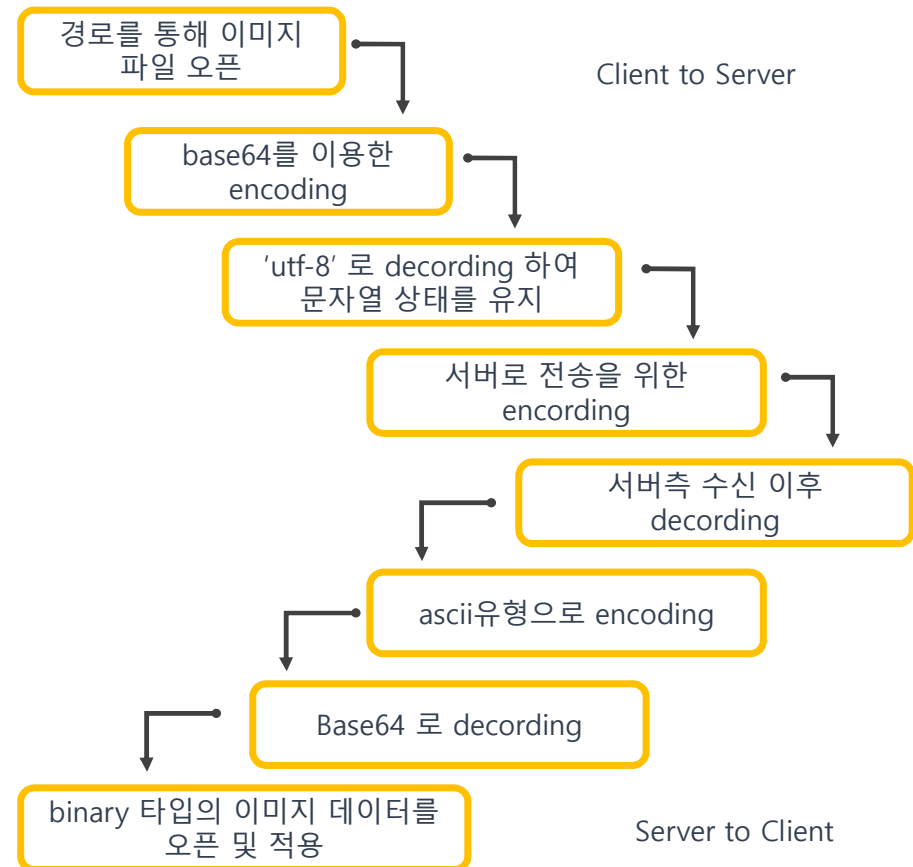 경로를 통해 이미지
파일 오픈
Client to Server
base64를 이용한
encoding
‘utf-8’ 로 decording 하여
문자열 상태를 유지
서버로 전송을 위한
encording
서버측 수신 이후
decording
ascii유형으로 encoding
Base64 로 decording
binary 타입의 이미지 데이터를
오픈 및 적용
Server to Client